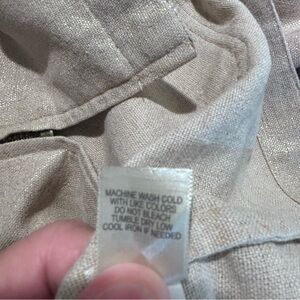 MACHINE WASH COLD
WITH LIKE COLORS
DO NOT BLEACH
TUMBLE DRY LOW
COOL IRON IF NEEDED